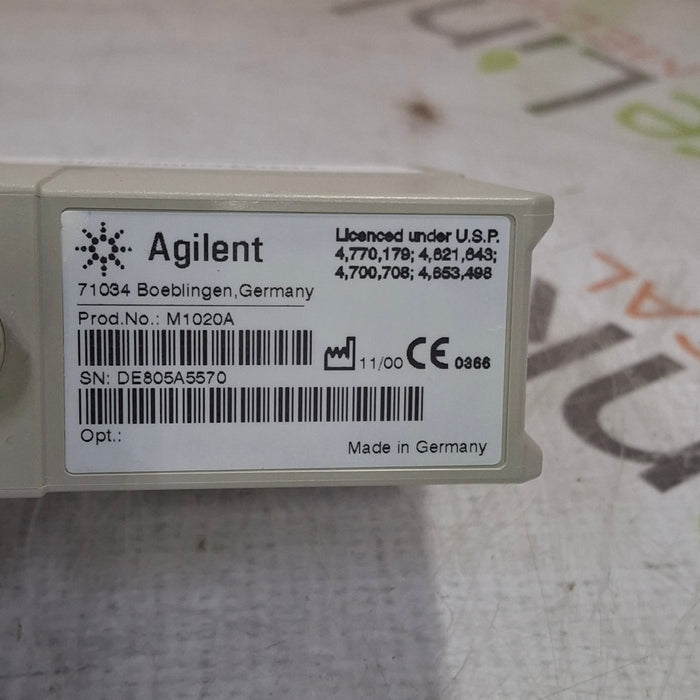 Agilent
71034 Boeblingen,Germany
Licenced under U.S.P.
4,770,179; 4,621,643;
4,700,708; 4,653,498
Prod.No.: M1020A
11/00 CE 0366
SN: DE805A5570
Opt.:
Made in Germany